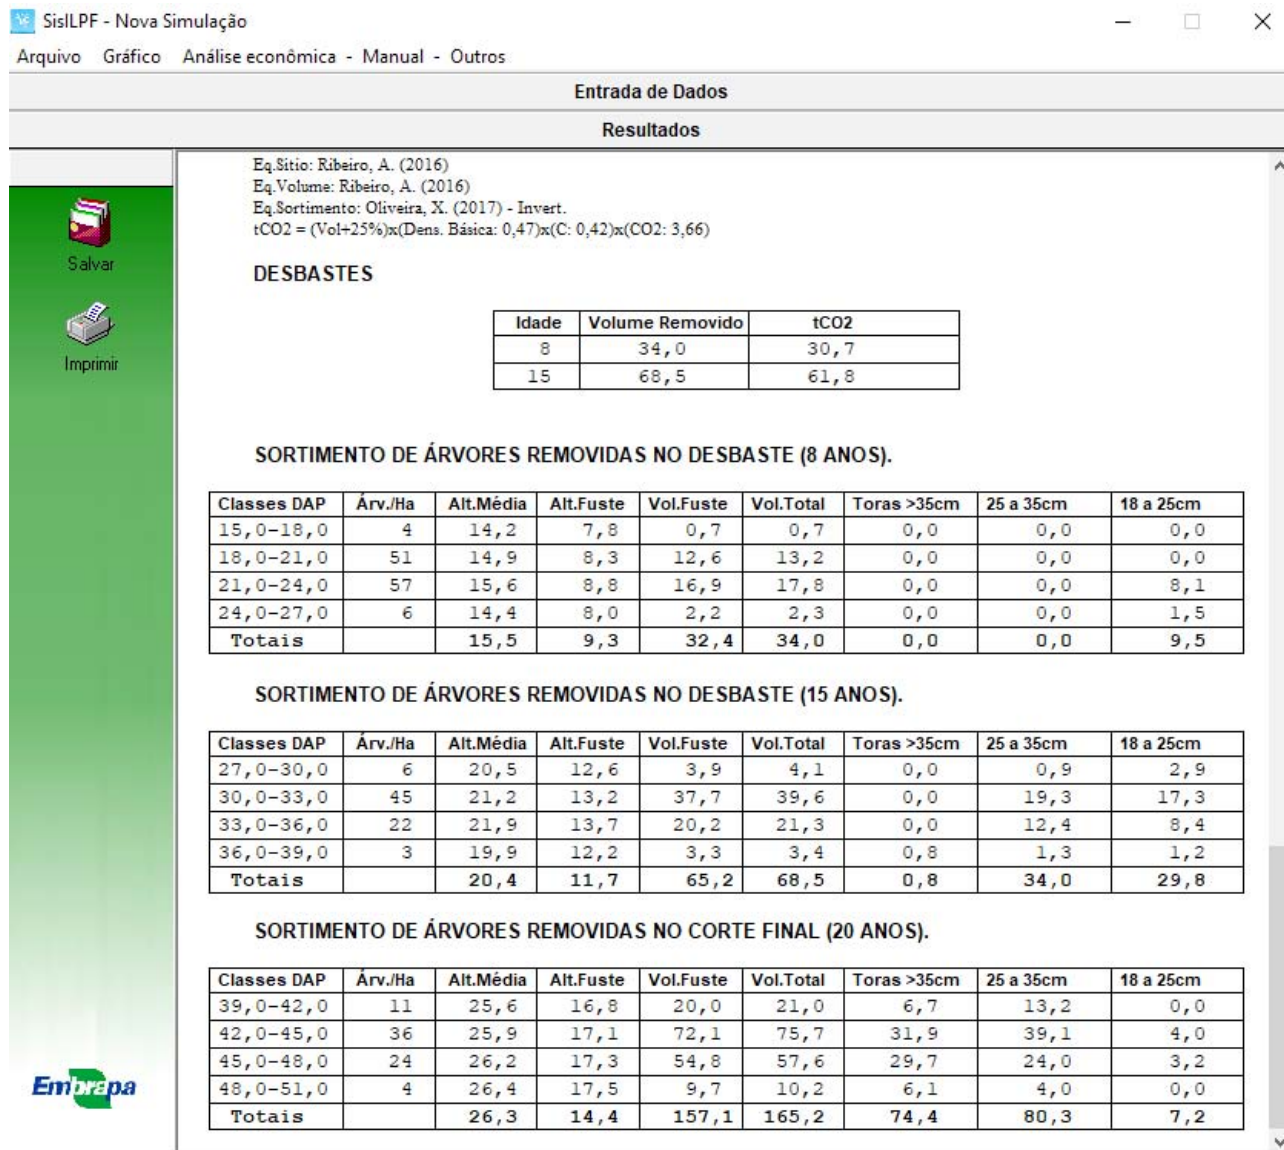 SisILPF - Nova Simulação
Arquivo Gráfico Análise econômica - Manual - Outros
Entrada de Dados
Resultados
Salvar
Imprimir
Eq.Sitio: Ribeiro, A. (2016)
Eq.Volume: Ribeiro, A. (2016)
Eq.Sortimento: Oliveira, X. (2017) - Invert.
tCO2 = (Vol+25%)x(Dens. Básica: 0,47)x(C: 0,42)x(CO2: 3,66)
DESBASTES
Idade Volume Removido tCO2
8 34,0 30,7
15 68,5 61,8
SORTIMENTO DE ÁRVORES REMOVIDAS NO DESBASTE (8 ANOS).
Classes DAP Árv./Ha Alt.Média Alt.Fuste Vol.Fuste Vol.Total Toras >35cm 25 a 35cm 18 a 25cm
15,0-18,0 4 14,2 7,8 0,7 0,7 0,0 0,0 0,0
18,0-21,0 51 14,9 8,3 12,6 13,2 0,0 0,0 0,0
21,0-24,0 57 15,6 8,8 16,9 17,8 0,0 0,0 8,1
24,0-27,0 6 14,4 8,0 2,2 2,3 0,0 0,0 1,5
Totais 15,5 9,3 32,4 34,0 0,0 0,0 9,5
SORTIMENTO DE ÁRVORES REMOVIDAS NO DESBASTE (15 ANOS).
Classes DAP Árv./Ha Alt.Média Alt.Fuste Vol.Fuste Vol.Total Toras >35cm 25 a 35cm 18 a 25cm
27,0-30,0 6 20,5 12,6 3,9 4,1 0,0 0,9 2,9
30,0-33,0 45 21,2 13,2 37,7 39,6 0,0 19,3 17,3
33,0-36,0 22 21,9 13,7 20,2 21,3 0,0 12,4 8,4
36,0-39,0 3 19,9 12,2 3,3 3,4 0,8 1,3 1,2
Totais 20,4 11,7 65,2 68,5 0,8 34,0 29,8
SORTIMENTO DE ÁRVORES REMOVIDAS NO CORTE FINAL (20 ANOS).
Classes DAP Árv./Ha Alt.Média Alt.Fuste Vol.Fuste Vol.Total Toras >35cm 25 a 35cm 18 a 25cm
39,0-42,0 11 25,6 16,8 20,0 21,0 6,7 13,2 0,0
42,0-45,0 36 25,9 17,1 72,1 75,7 31,9 39,1 4,0
45,0-48,0 24 26,2 17,3 54,8 57,6 29,7 24,0 3,2
48,0-51,0 4 26,4 17,5 9,7 10,2 6,1 4,0 0,0
Totais 26,3 14,4 157,1 165,2 74,4 80,3 7,2
Embrapa